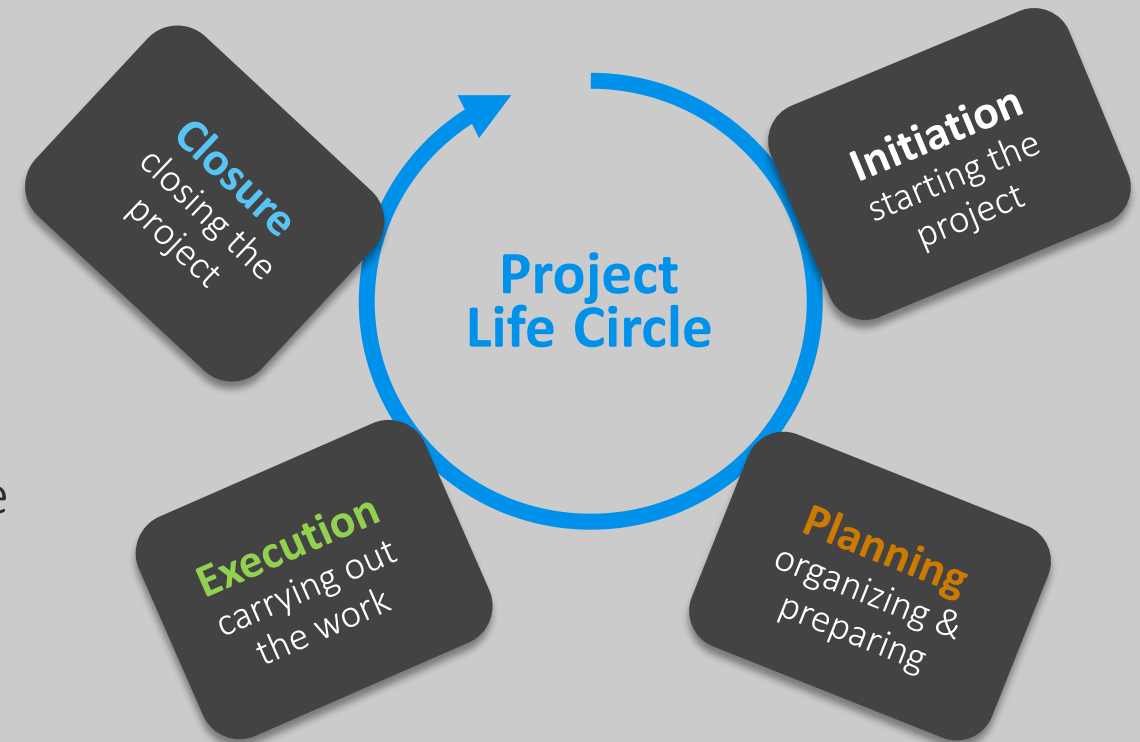 Project
Life Circle
Initiation
starting the
project
Planning
organizing &
preparing
Execution
carrying out
the work
Closure
closing the
project
e